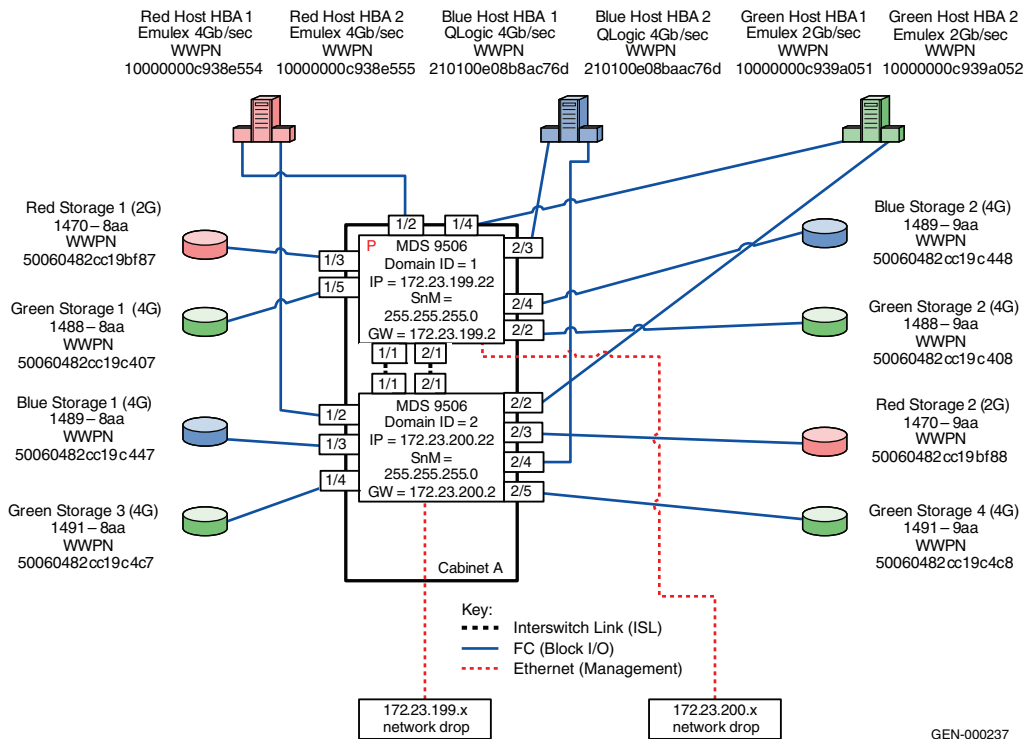 Red Host HBA 1
Emulex 4Gb/sec
WWPN
10000000c938e554
Red Host HBA 2
Emulex 4Gb/sec
WWPN
10000000c938e555
Blue Host HBA 1
QLogic 4Gb/sec
WWPN
210100e08b8ac76d
Blue Host HBA 2
QLogic 4Gb/sec
WWPN
210100e08baac76d
Green Host HBA1
Emulex 2Gb/sec
WWPN
10000000c939a051
Green Host HBA 2
Emulex 2Gb/sec
WWPN
10000000c939a052
Red Storage 1 (2G)
1470 – 8aa
WWPN
50060482cc19bf87
Green Storage 1 (4G)
1488 – 8aa
WWPN
50060482cc19c407
Blue Storage 1 (4G)
1489 – 8aa
WWPN
50060482cc19c447
Green Storage 3 (4G)
1491 – 8aa
WWPN
50060482cc19c4c7
1/2
1/4
1/3
1/5
2/3
2/4
2/2
P
MDS 9506
Domain ID = 1
IP = 172.23.199.22
SnM =
255.255.255.0
GW = 172.23.199.2
1/1
2/1
1/1
2/1
1/2
1/3
1/4
2/2
2/3
2/4
2/5
MDS 9506
Domain ID = 2
IP = 172.23.200.22
SnM =
255.255.255.0
GW = 172.23.200.2
Cabinet A
Blue Storage 2 (4G)
1489 – 9aa
WWPN
50060482cc19c448
Green Storage 2 (4G)
1488 – 9aa
WWPN
50060482cc19c408
Red Storage 2 (2G)
1470 – 9aa
WWPN
50060482cc19bf88
Green Storage 4 (4G)
1491 – 9aa
WWPN
50060482cc19c4c8
Key:
Interswitch Link (ISL)
FC (Block I/O)
Ethernet (Management)
172.23.199.x
network drop
172.23.200.x
network drop
GEN-000237